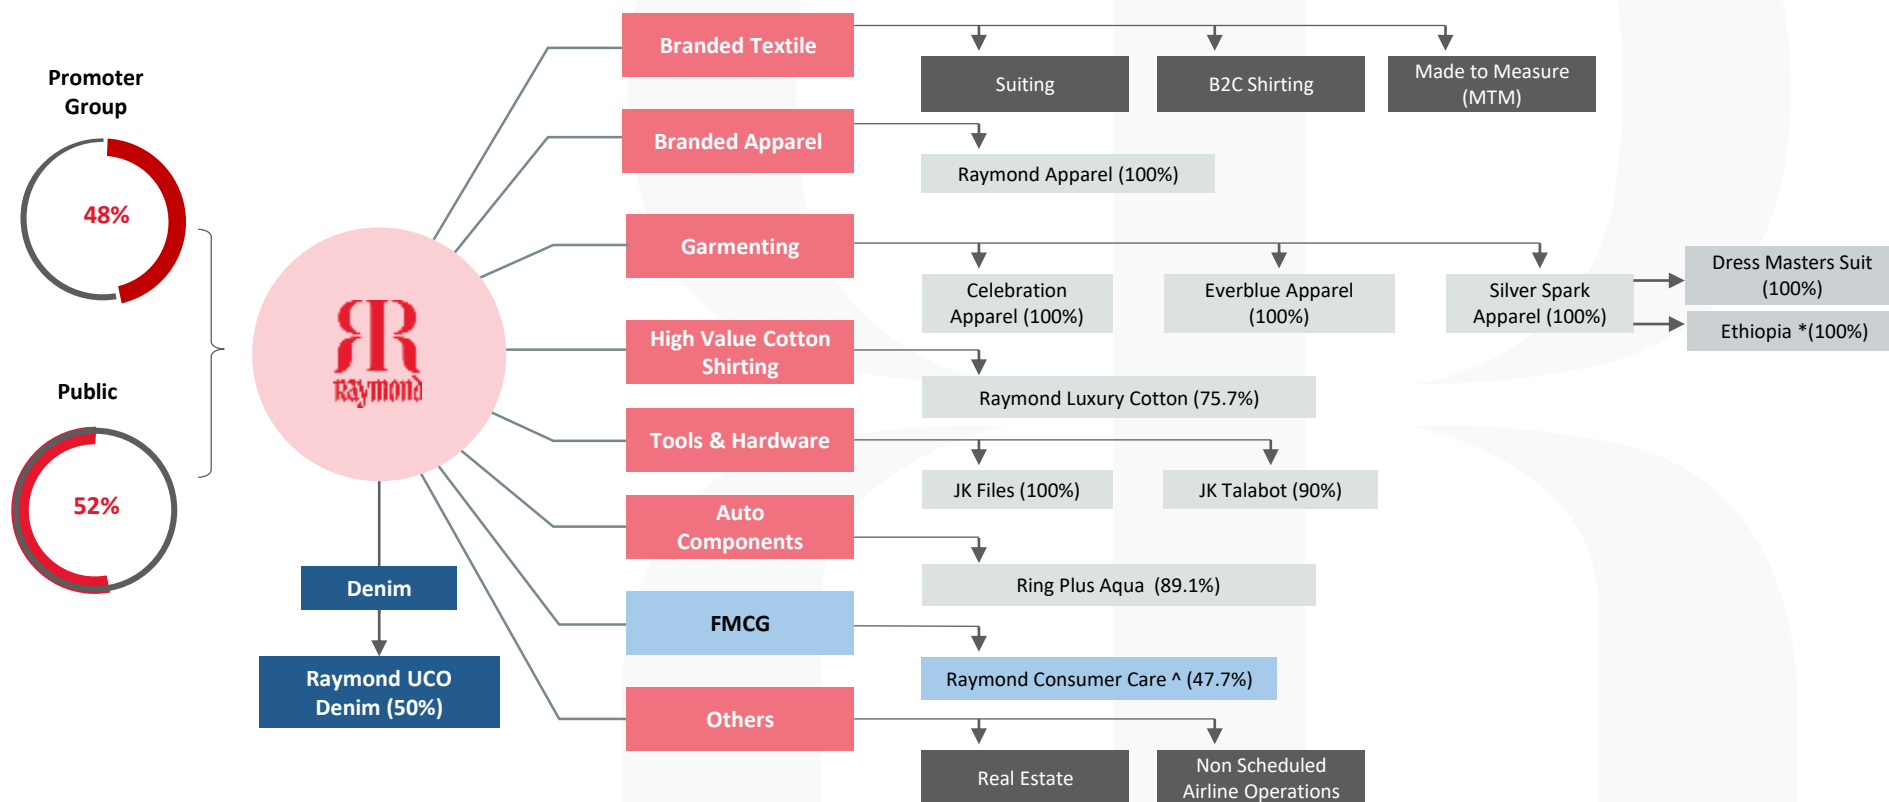 Promoter
Group
48%
Public
52%
Raymond
Denim
Raymond UCO
Denim (50%)
Branded Textile
Suiting
B2C Shirting
Made to Measure
(MTM)
Branded Apparel
Raymond Apparel (100%)
Garmenting
Celebration
Apparel (100%)
Everblue Apparel
(100%)
Silver Spark
Apparel (100%)
Dress Masters Suit
(100%)
Ethiopia *(100%)
High Value Cotton
Shirting
Raymond Luxury Cotton (75.7%)
Tools & Hardware
JK Files (100%)
JK Talabot (90%)
Auto
Components
Ring Plus Aqua (89.1%)
FMCG
Raymond Consumer Care ^ (47.7%)
Others
Real Estate
Non Scheduled
Airline Operations